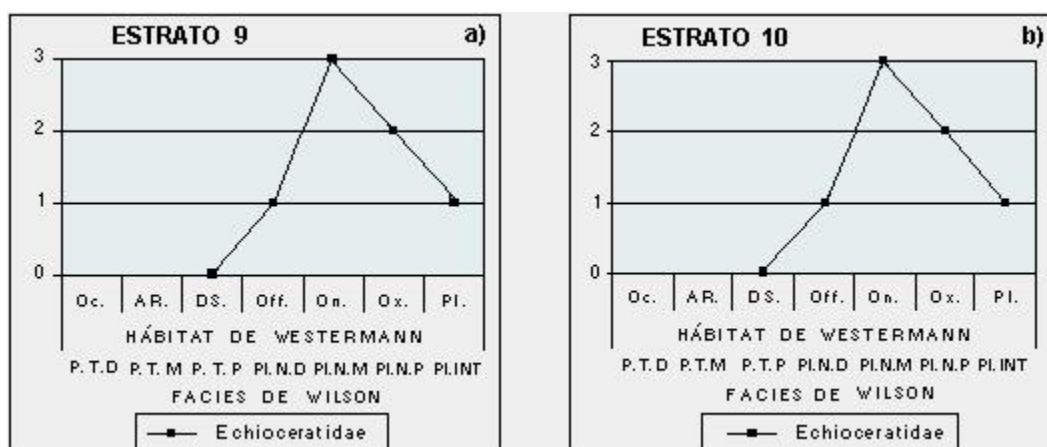 ESTRATO 9 a)
3
2
1
0
Oc. AR. DS. Off. On. Ox. Pl.
HÁBITAT DE WESTERMANN
P.T.D P.T.M P.T.P Pl.N.D Pl.N.M Pl.N.P Pl.INT
FACIES DE WILSON
Echioceratidae
ESTRATO 10 b)
3
2
1
0
Oc. AR. DS. Off. On. Ox. Pl.
HÁBITAT DE WESTERMANN
P.T.D P.T.M P.T.P Pl.N.D Pl.N.M Pl.N.P Pl.INT
FACIES DE WILSON
Echioceratidae